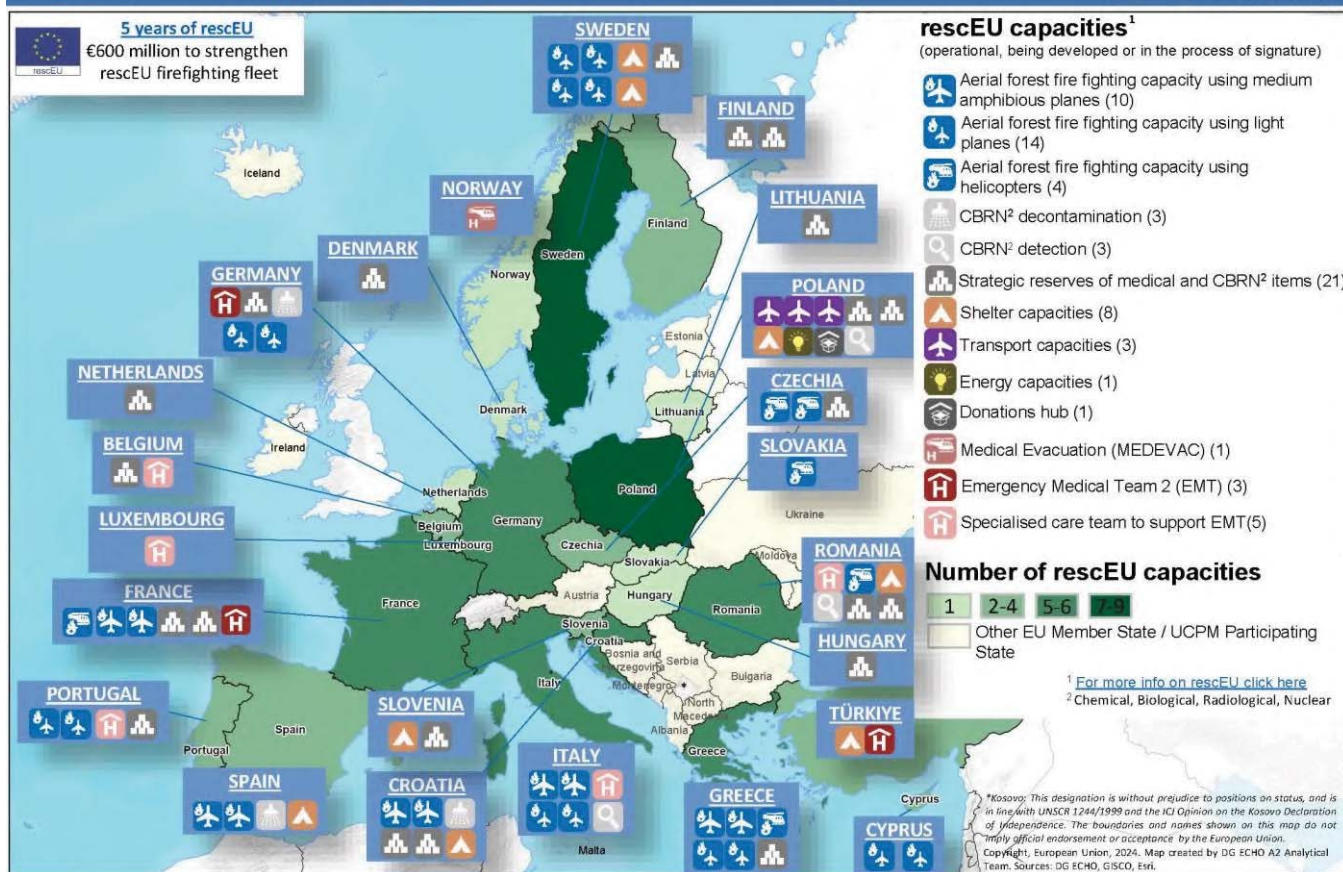 5 years of rescEU
€600 million to strengthen
rescEU firefighting fleet
rescEU
SWEDEN
FINLAND
NORWAY
LITHUANIA
DENMARK
GERMANY
POLAND
NETHERLANDS
CZECHIA
BELGIUM
SLOVAKIA
LUXEMBOURG
ROMANIA
FRANCE
HUNGARY
PORTUGAL
SLOVENIA
TÜRKIYE
SPAIN
CROATIA
ITALY
GREECE
CYPRUS
Iceland
Sweden
Finland
Norway
Estonia
Latvia
Denmark
Lithuania
Ireland
Netherlands
Poland
Belgium
Germany
Ukraine
Luxembourg
Czechia
Slovakia
Moldova
Austria
Hungary
France
Romania
Slovenia
Croatia
Bosnia and
Herzegovina
Serbia
Italy
Montenegro
Bulgaria
North
Macedonia
Albania
Portugal
Spain
Greece
Cyprus
Malta
rescEU capacities¹
(operational, being developed or in the process of signature)
Aerial forest fire fighting capacity using medium
amphibious planes (10)
Aerial forest fire fighting capacity using light
planes (14)
Aerial forest fire fighting capacity using
helicopters (4)
CBRN² decontamination (3)
CBRN² detection (3)
Strategic reserves of medical and CBRN² items (21)
Shelter capacities (8)
Transport capacities (3)
Energy capacities (1)
Donations hub (1)
Medical Evacuation (MEDEVAC) (1)
Emergency Medical Team 2 (EMT) (3)
Specialised care team to support EMT(5)
Number of rescEU capacities
1 2-4 5-6 7-9
Other EU Member State / UCPM Participating
State
¹ For more info on rescEU click here
² Chemical, Biological, Radiological, Nuclear
*Kosovo: This designation is without prejudice to positions on status, and is
in line with UNSCR 1244/1999 and the ICJ Opinion on the Kosovo Declaration
of Independence. The boundaries and names shown on this map do not
imply official endorsement or acceptance by the European Union.
Copyright, European Union, 2024. Map created by DG ECHO A2 Analytical
Team. Sources: DG ECHO, GISCO, Esri.